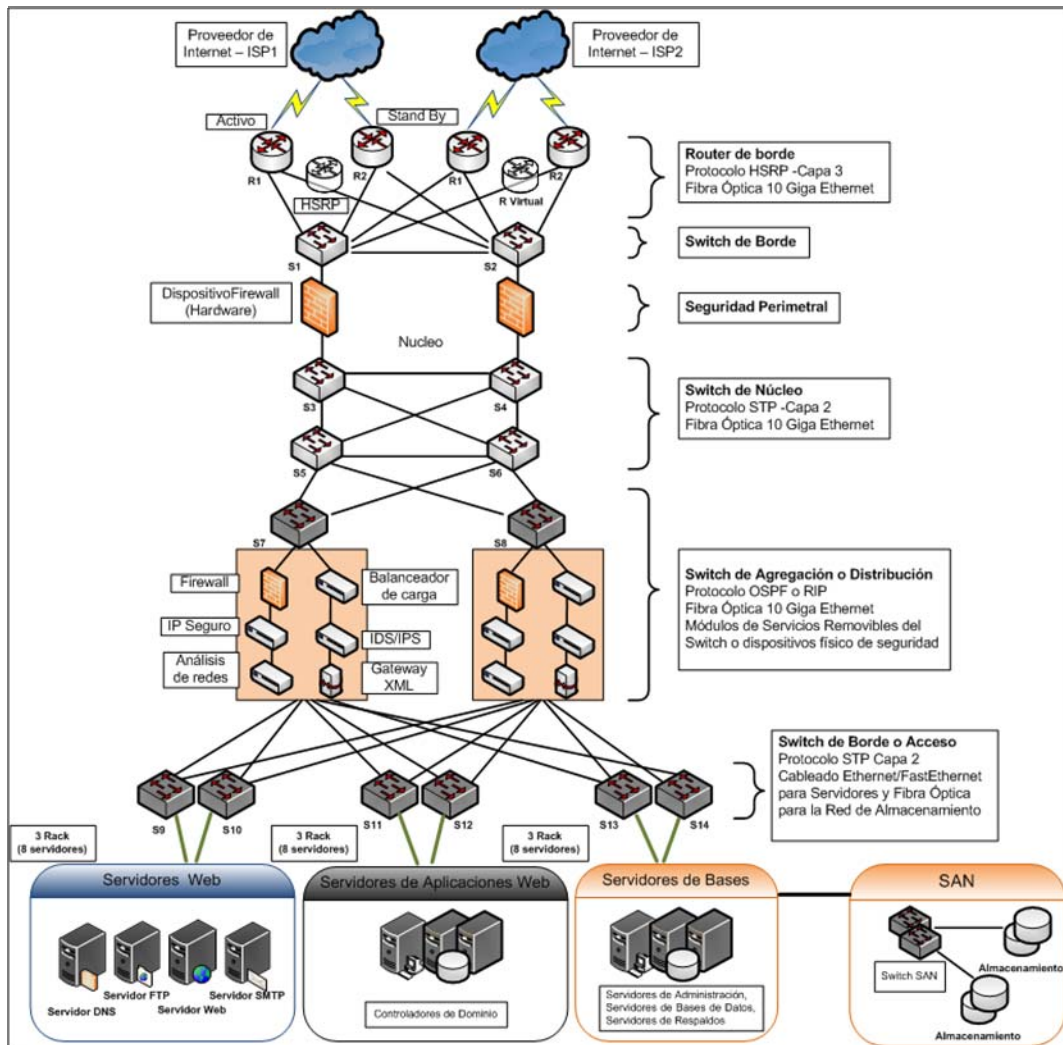 Proveedor de
Internet – ISP1
Proveedor de
Internet – ISP2
Activo
Stand By
R1
R2
R1
R2
HSRP
R Virtual
Router de borde
Protocolo HSRP -Capa 3
Fibra Óptica 10 Giga Ethernet
S1
S2
Switch de Borde
DispositivoFirewall
(Hardware)
Seguridad Perimetral
Nucleo
S3
S4
Switch de Núcleo
Protocolo STP -Capa 2
Fibra Óptica 10 Giga Ethernet
S5
S6
S7
S8
Firewall
Balanceador
de carga
IP Seguro
IDS/IPS
Análisis
de redes
Gateway
XML
Switch de Agregación o Distribución
Protocolo OSPF o RIP
Fibra Óptica 10 Giga Ethernet
Módulos de Servicios Removibles del
Switch o dispositivos físico de seguridad
Switch de Borde o Acceso
Protocolo STP Capa 2
Cableado Ethernet/FastEthernet
para Servidores y Fibra Óptica
para la Red de Almacenamiento
S9
S10
S11
S12
S13
S14
3 Rack
(8 servidores)
3 Rack
(8 servidores)
3 Rack
(8 servidores)
Servidores Web
Servidores de Aplicaciones Web
Servidores de Bases
SAN
Servidor DNS
Servidor FTP
Servidor Web
Servidor SMTP
Controladores de Dominio
Servidores de Administración,
Servidores de Bases de Datos,
Servidores de Respaldos
Switch SAN
Almacenamiento
Almacenamiento